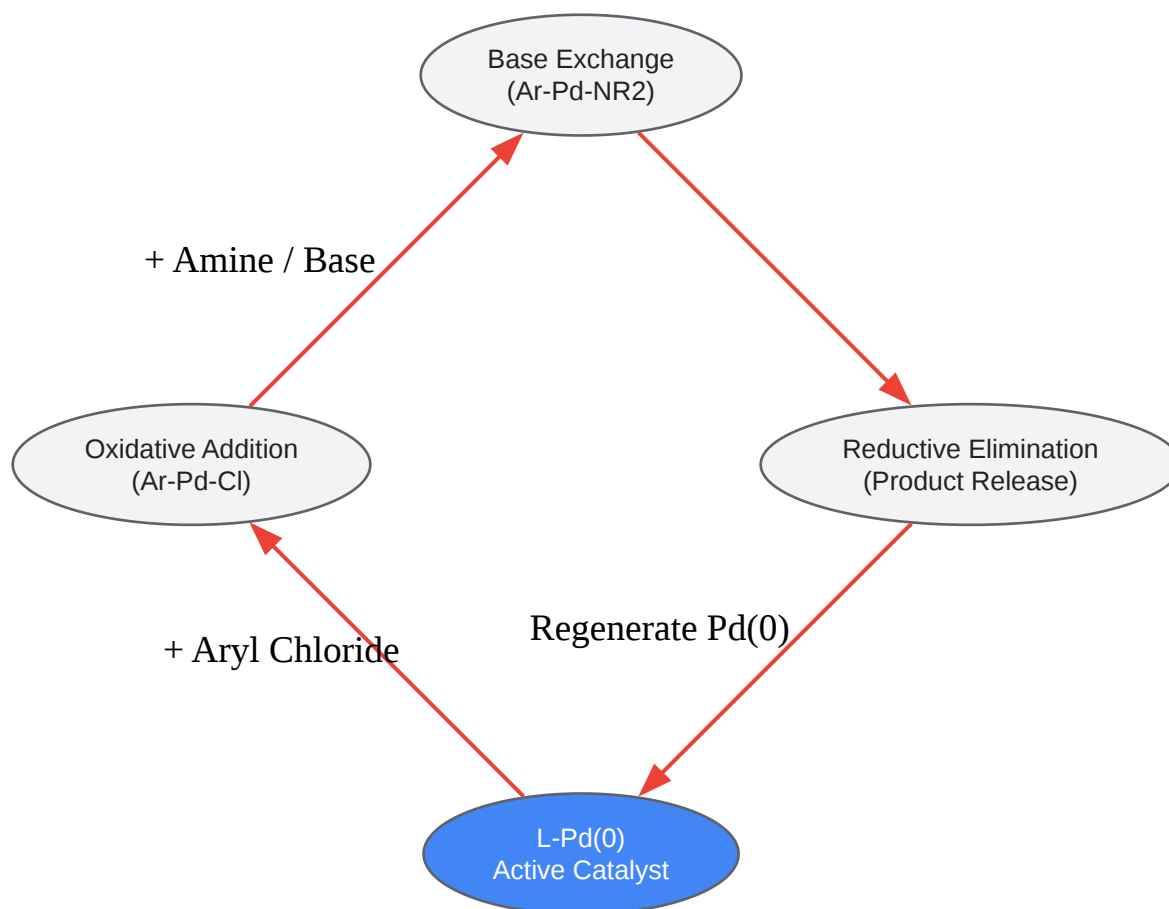 Base Exchange
(Ar-Pd-NR2)
+ Amine / Base
Oxidative Addition
(Ar-Pd-Cl)
Reductive Elimination
(Product Release)
+ Aryl Chloride
Regenerate Pd(0)
L-Pd(0)
Active Catalyst